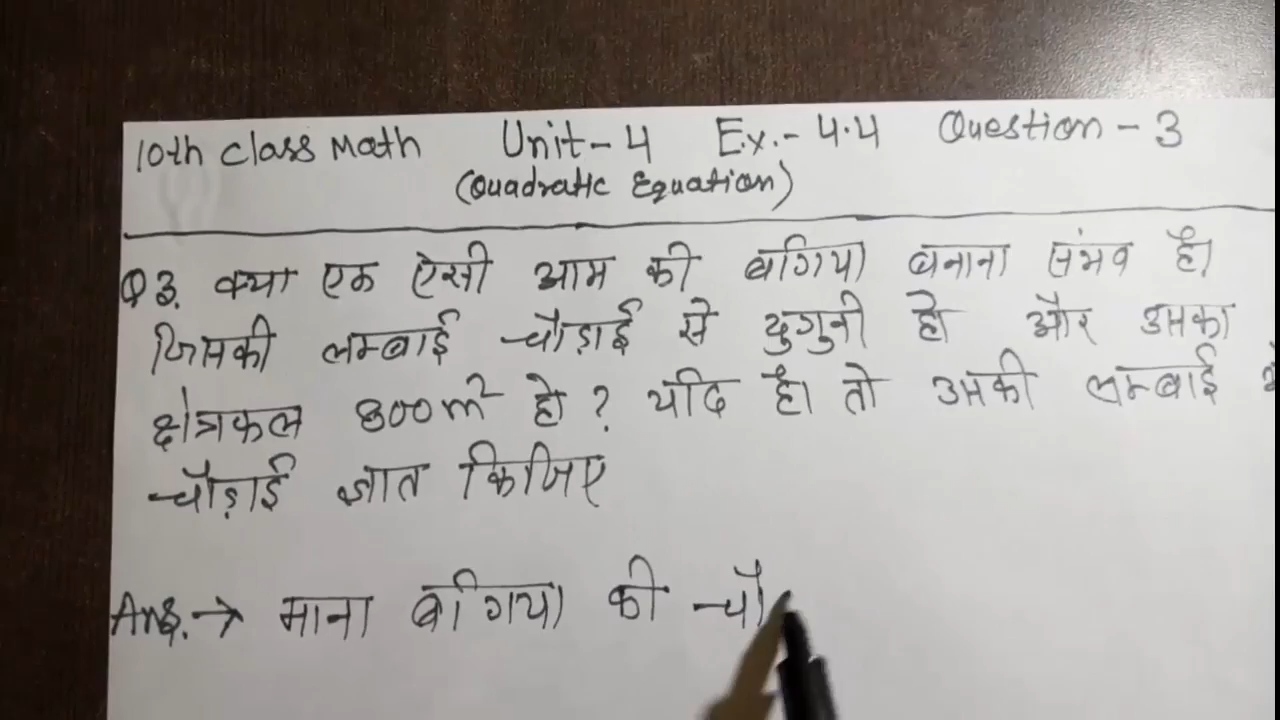 10th Class Math Unit-4 Ex.-4.4 Question-3
(Quadratic Equation)
Q3. क्या एक ऐसी आम की बगिया बनाना संभव है।
जिसकी लम्बाई चौड़ाई से दुगुनी हो और उसका
क्षेत्रफल 800m² हो? यदि है। तो उसकी लम्बाई
चौड़ाई ज्ञात किजिए
Ans.→ माना बगिया की चौ